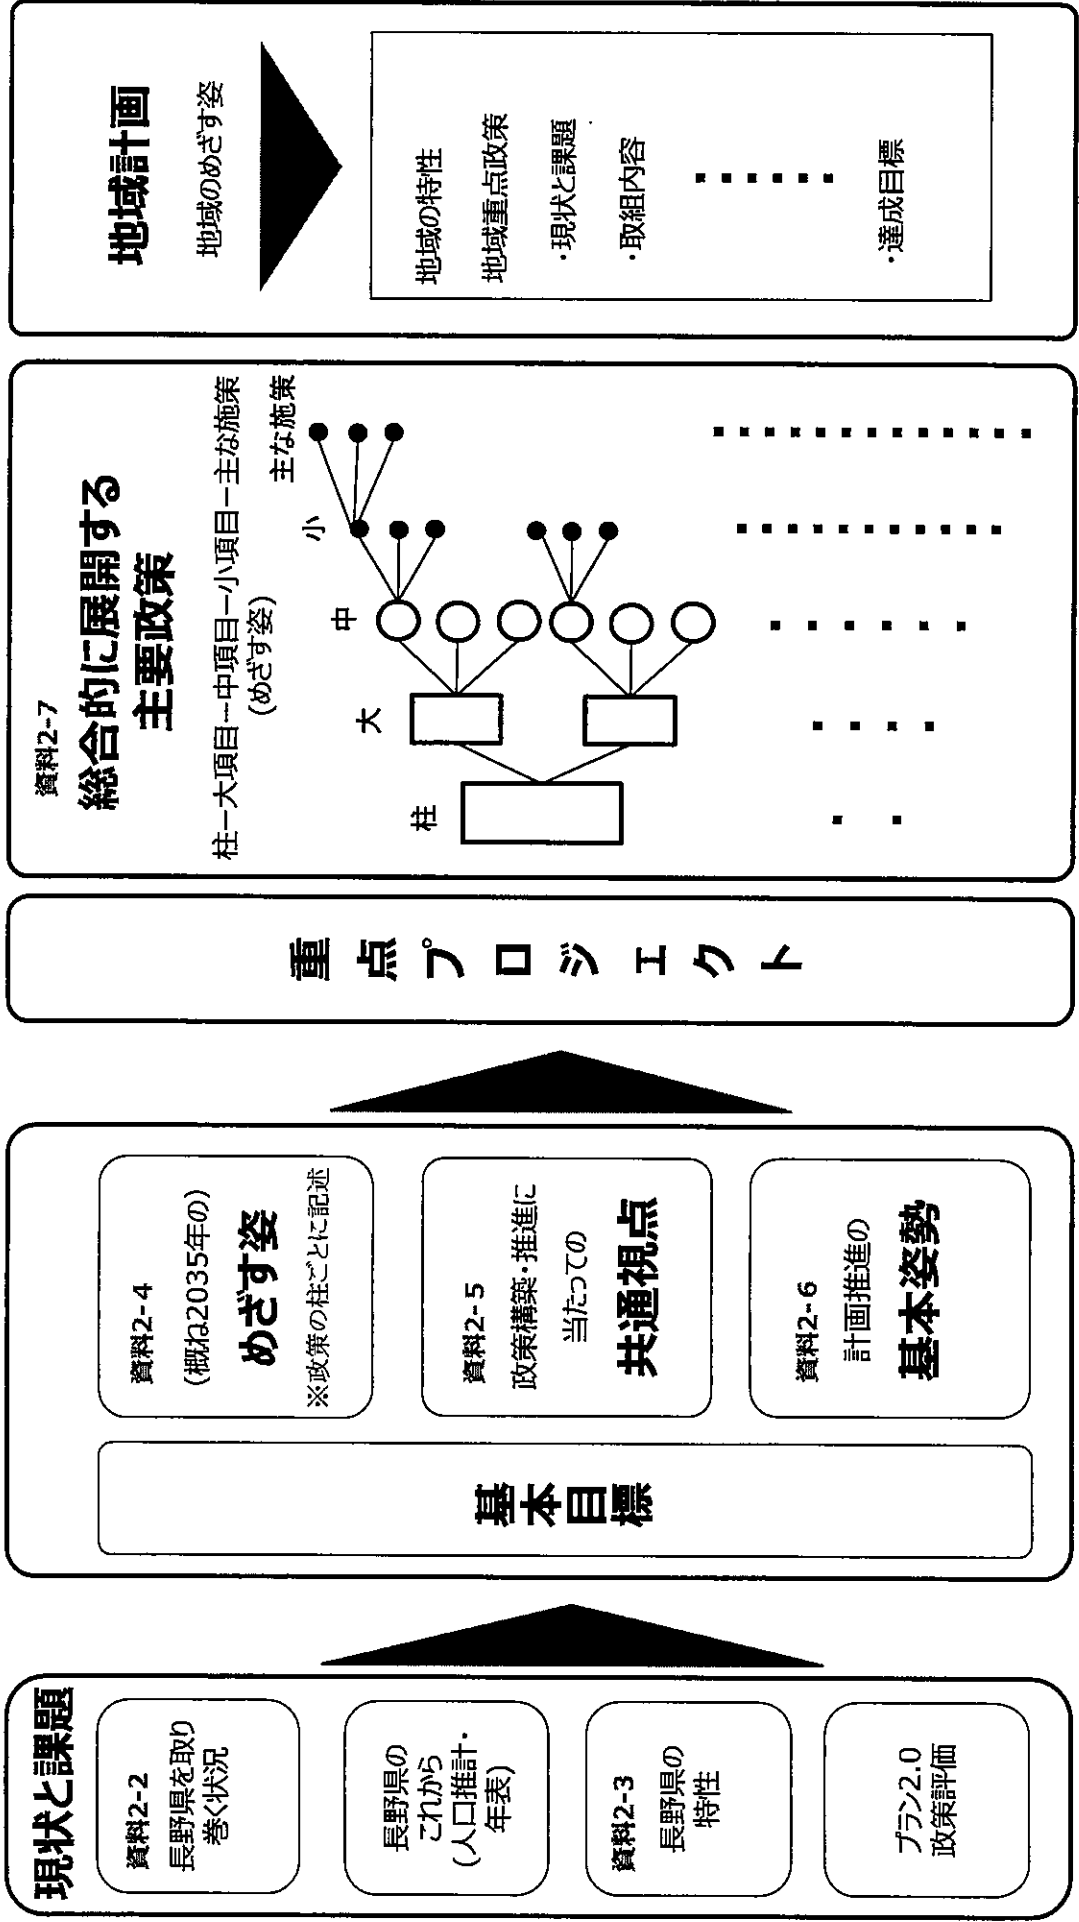 現状と課題
資料2-2
長野県を取り
巻く状況
長野県の
これから
(人口推計・
年表)
資料2-3
長野県の
特性
プラン2.0
政策評価
基本目標
資料2-4
(概ね2035年の)
めざす姿
※政策の柱ごとに記述
資料2-5
政策構築・推進に
当たっての
共通視点
資料2-6
計画推進の
基本姿勢
重点プロジェクト
資料2-7
総合的に展開する
主要政策
柱ー大項目ー中項目ー小項目ー主な施策
(めざす姿)
柱
大
中
小
主な施策
地域計画
地域のめざす姿
地域の特性
地域重点政策
・現状と課題
・取組内容
・達成目標